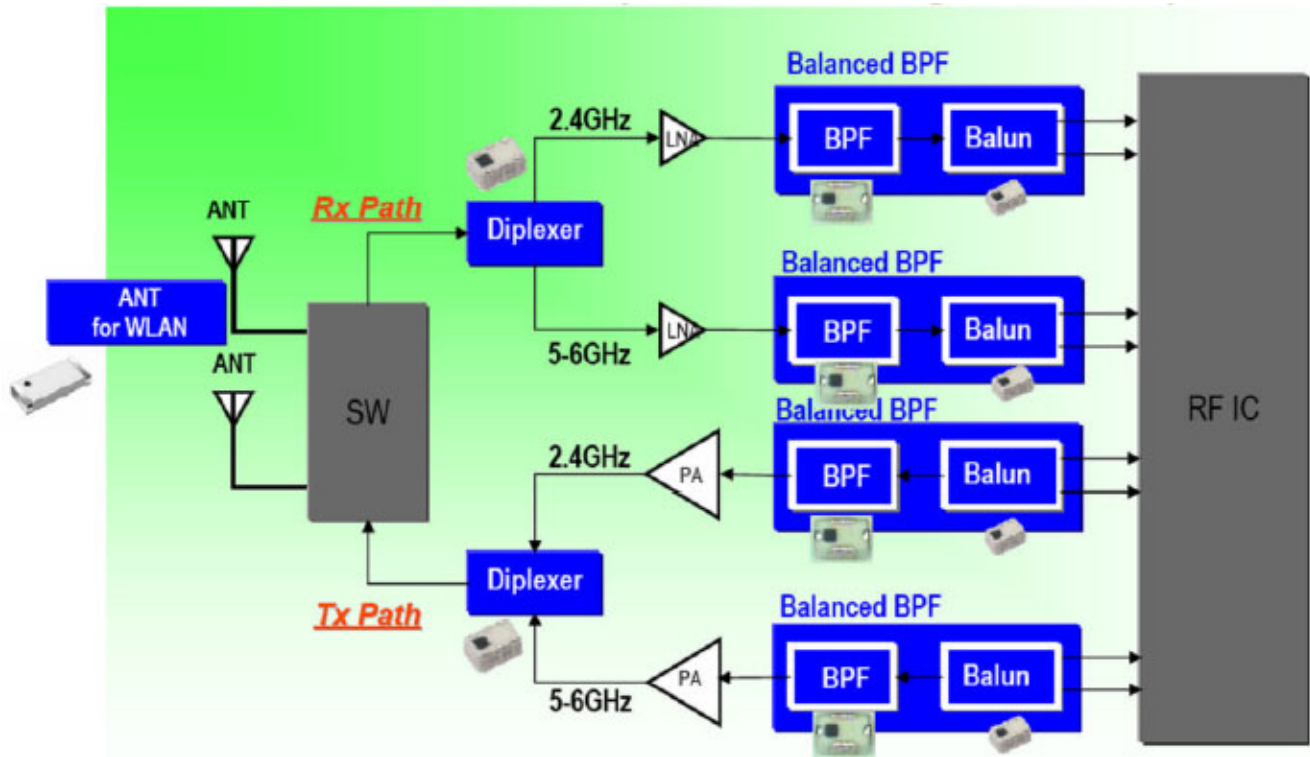 Balanced BPF
2.4GHz
LNA
BPF
Balun
ANT
Rx Path
Diplexer
ANT
for WLAN
Balanced BPF
LNA
BPF
Balun
5-6GHz
ANT
SW
RF IC
Balanced BPF
2.4GHz
PA
BPF
Balun
Diplexer
Tx Path
Balanced BPF
PA
BPF
Balun
5-6GHz